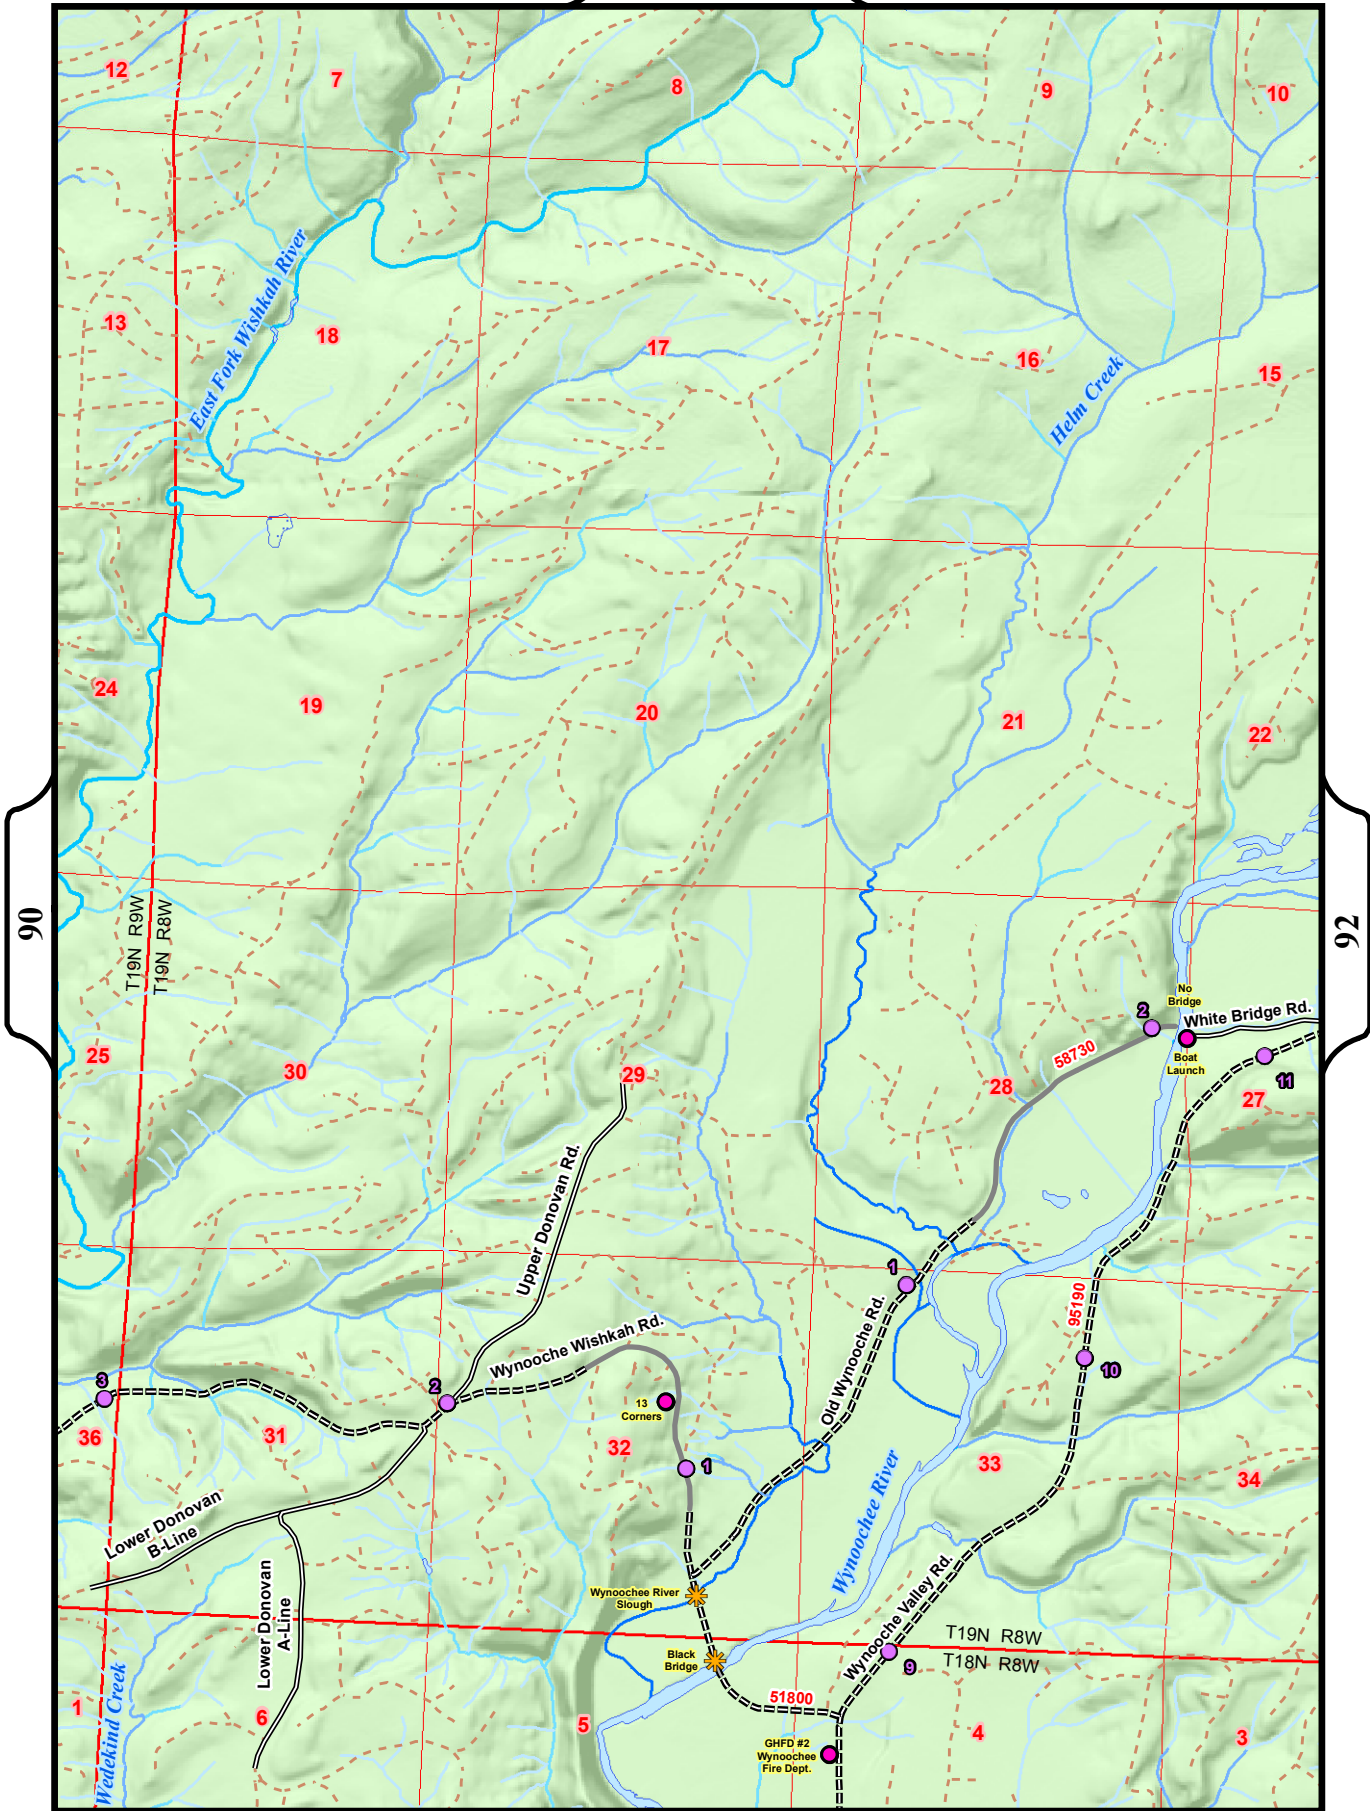 12
7
8
9
10
East Fork Wishkah River
13
18
17
16
15
Helm Creek
24
19
20
21
22
90
92
T19N R9W
T19N R8W
25
30
29
28
27
No
Bridge
2
White Bridge Rd.
58730
Boat
Launch
11
Upper Donovan Rd.
1
Old Wynooche Rd.
95190
10
Wynooche Wishkah Rd.
3
2
13
Corners
36
31
32
1
33
34
Wynoochee River
Lower Donovan
B-Line
Lower Donovan
A-Line
Wynoochee River
Slough
Wynooche Valley Rd.
T19N R8W
T18N R8W
Black
Bridge
9
51800
1
Wedekind Creek
6
5
4
3
GHFD #2
Wynoochee
Fire Dept.